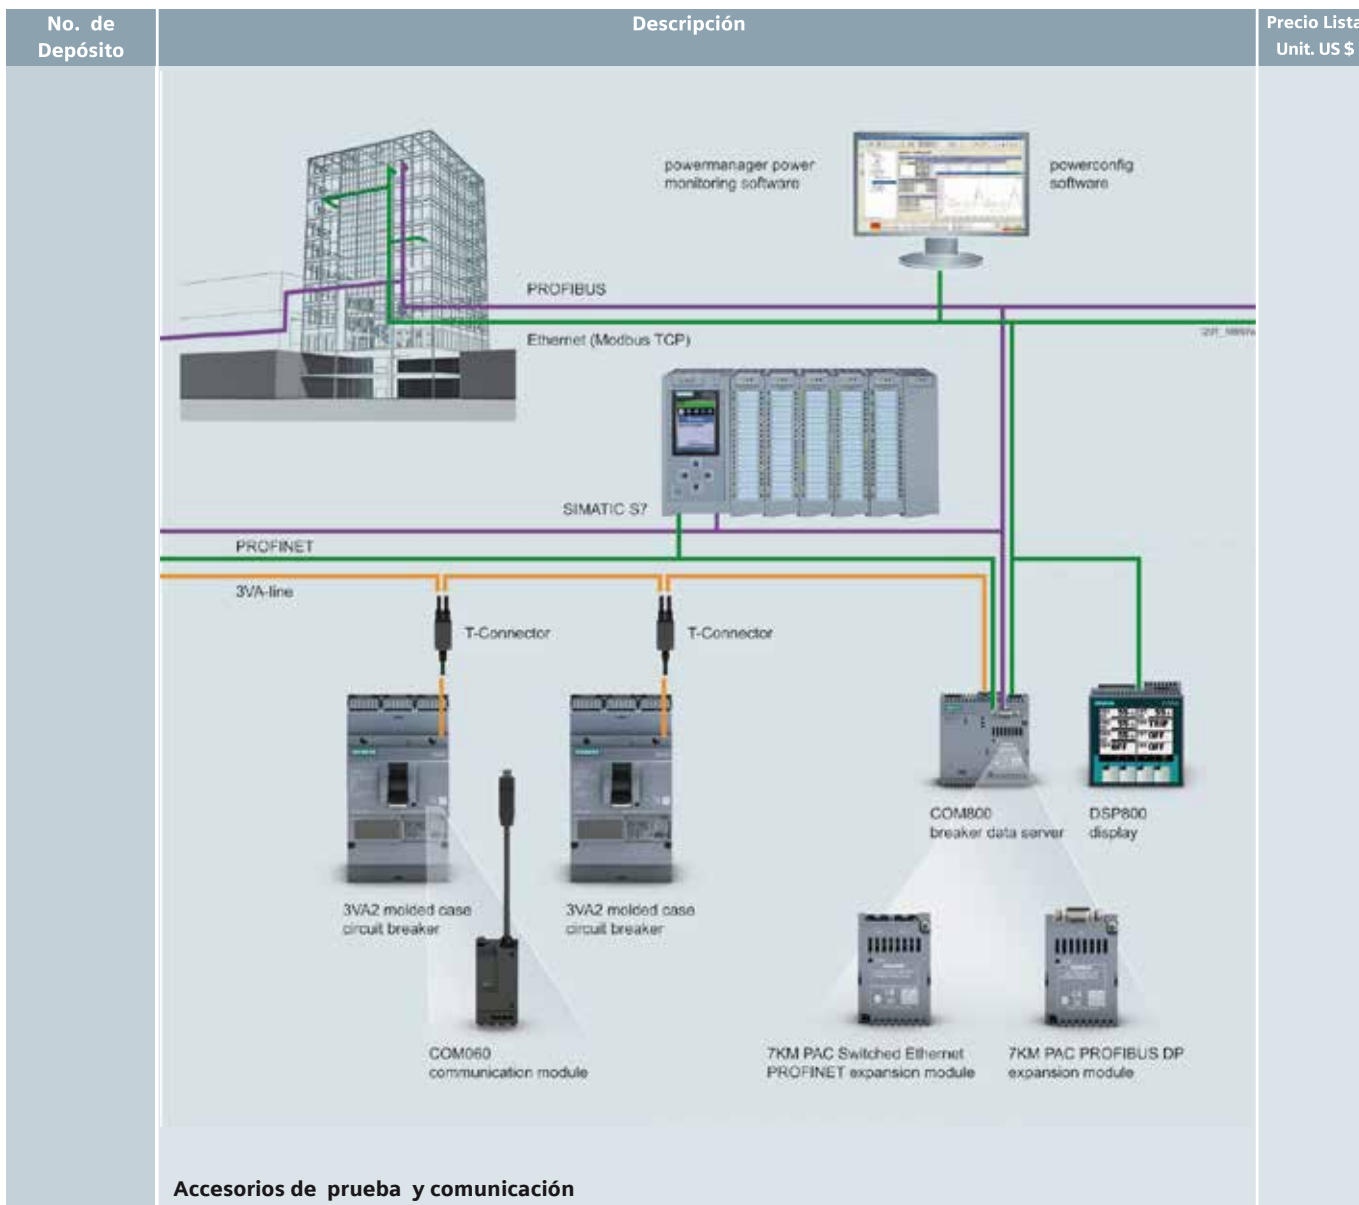 No. de
Depósito
Descripción
Precio Lista
Unit. US $
powermanager power
monitoring software
powerconfig
software
PROFIBUS
Ethernet (Modbus TCP)
SIMATIC S7
PROFINET
3VA-line
T-Connector
T-Connector
COM800
breaker data server
DSP800
display
3VA2 molded case
circuit breaker
3VA2 molded case
circuit breaker
COM060
communication module
7KM PAC Switched Ethernet
PROFINET expansion module
7KM PAC PROFIBUS DP
expansion module
Accesorios de prueba y comunicación